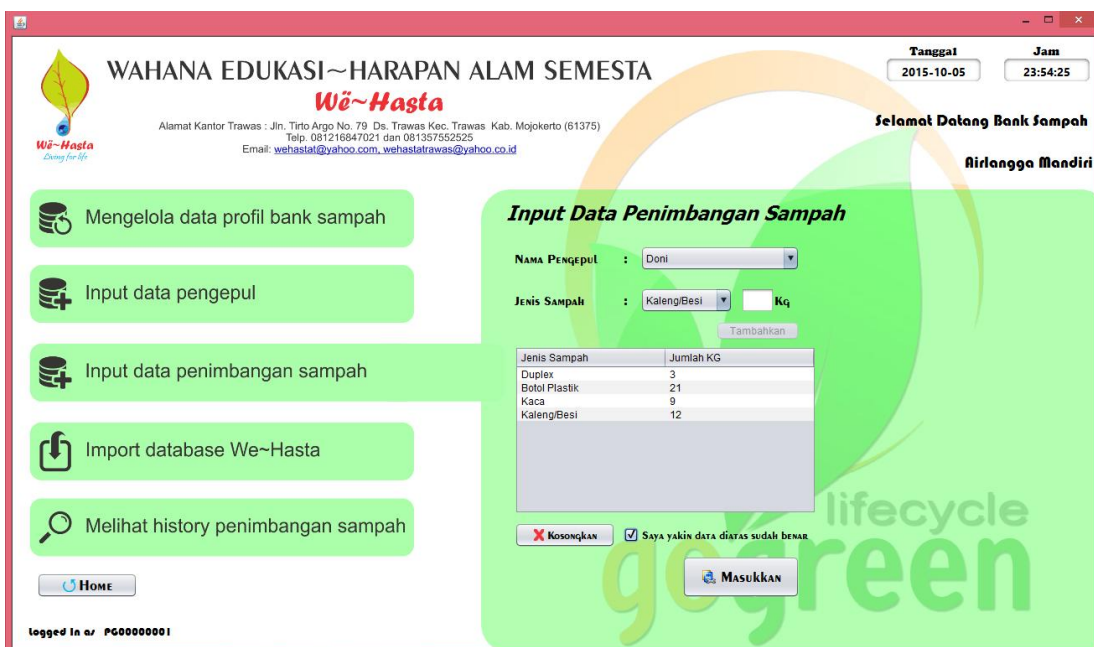 WAHANA EDUKASI~HARAPAN ALAM SEMESTA
Wë~Hasta
Alamat Kantor Trawas : Jln. Tirto Argo No. 79 Ds. Trawas Kec. Trawas Kab. Mojokerto (61375)
Telp. 081216847021 dan 081357552525
Email: wehastat@yahoo.com, wehastatrawas@yahoo.co.id
Wë~Hasta
Living for life
Tanggal Jam
2015-10-05 23:54:25
Selamat Datang Bank Sampah
Airlangga Mandiri
Mengelola data profil bank sampah
Input data pengepul
Input data penimbangan sampah
Import database We~Hasta
Melihat history penimbangan sampah
Home
Logged In as PG00000001
Input Data Penimbangan Sampah
Nama Pengepul : Doni
Jenis Sampah : Kaleng/Besi Kg
Tambahkan
Jenis Sampah Jumlah KG
Duplex 3
Botol Plastik 21
Kaca 9
Kaleng/Besi 12
Kosongkan Saya yakin data diatas sudah benar
Masukkan
lifecycle
gogreen